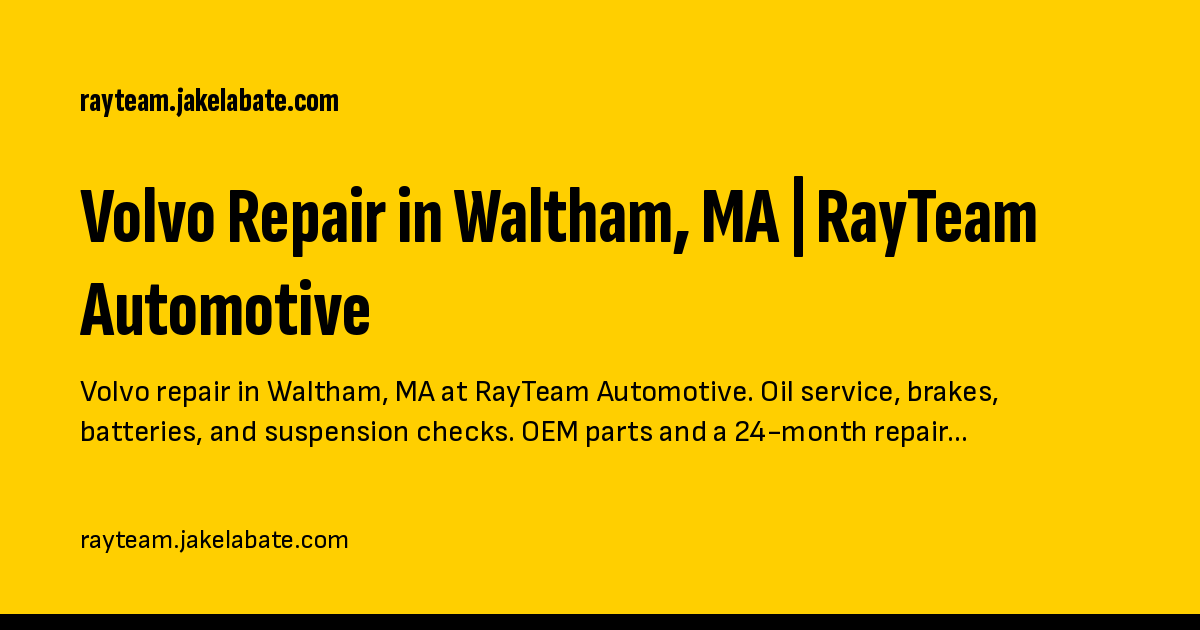 rayteam.jakelabate.com
Volvo Repair in Waltham, MA | RayTeam
Automotive
Volvo repair in Waltham, MA at RayTeam Automotive. Oil service, brakes,
batteries, and suspension checks. OEM parts and a 24-month repair...
rayteam.jakelabate.com